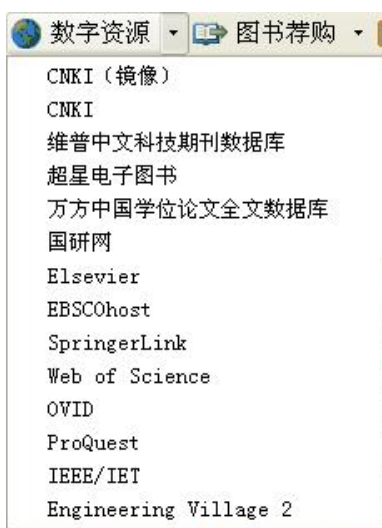 数字资源 图书荐购
CNKI（镜像）
CNKI
维普中文科技期刊数据库
超星电子图书
万方中国学位论文全文数据库
国研网
Elsevier
EBSCOhost
SpringerLink
Web of Science
OVID
ProQuest
IEEE/IET
Engineering Village 2